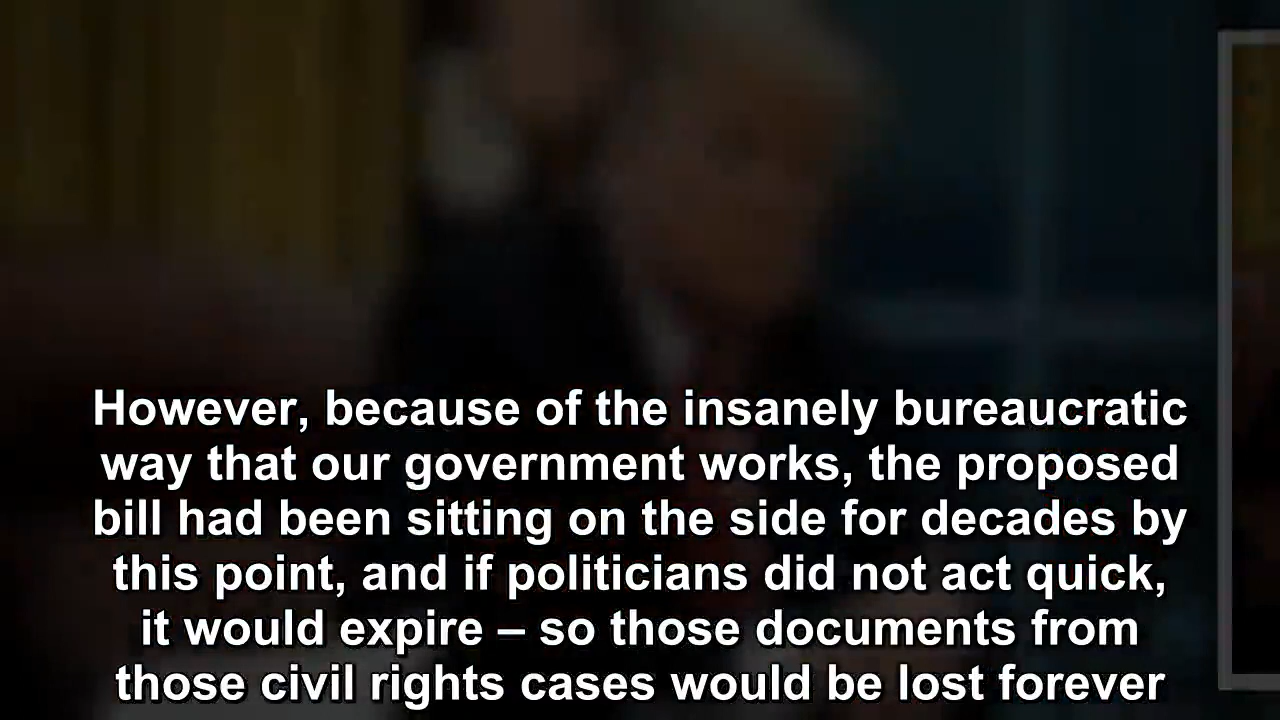 However, because of the insanely bureaucratic
way that our government works, the proposed
bill had been sitting on the side for decades by
this point, and if politicians did not act quick,
it would expire – so those documents from
those civil rights cases would be lost forever